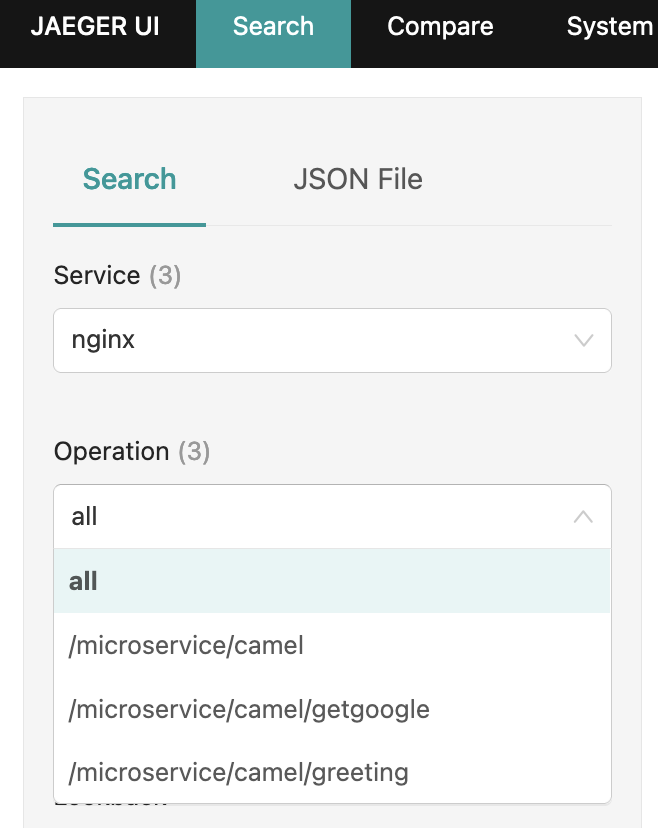 JAEGER UI Search Compare System
Search JSON File
Service (3)
nginx
Operation (3)
all
all
/microservice/camel
/microservice/camel/getgoogle
/microservice/camel/greeting